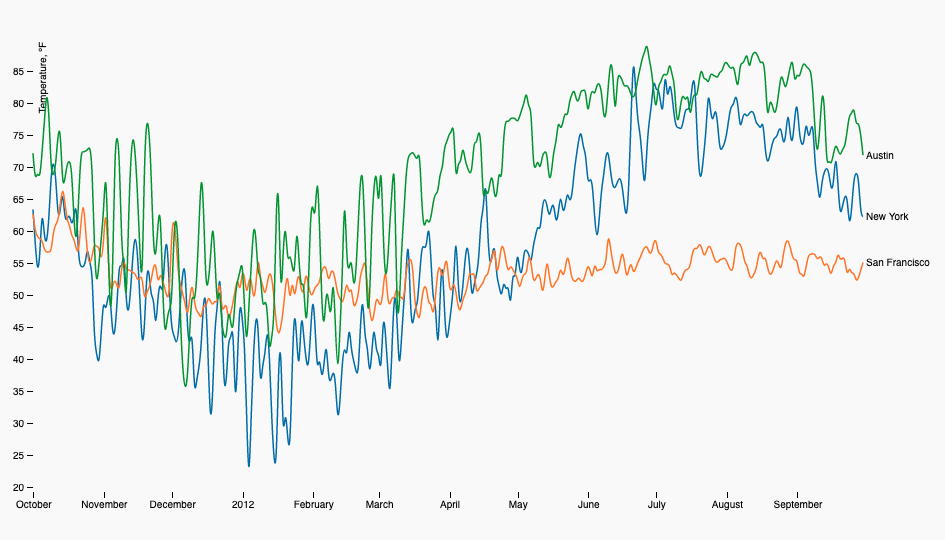 Temperature, ºF
85
80
75
70
65
60
55
50
45
40
35
30
25
20
Austin
New York
San Francisco
October November December 2012 February March April May June July August September